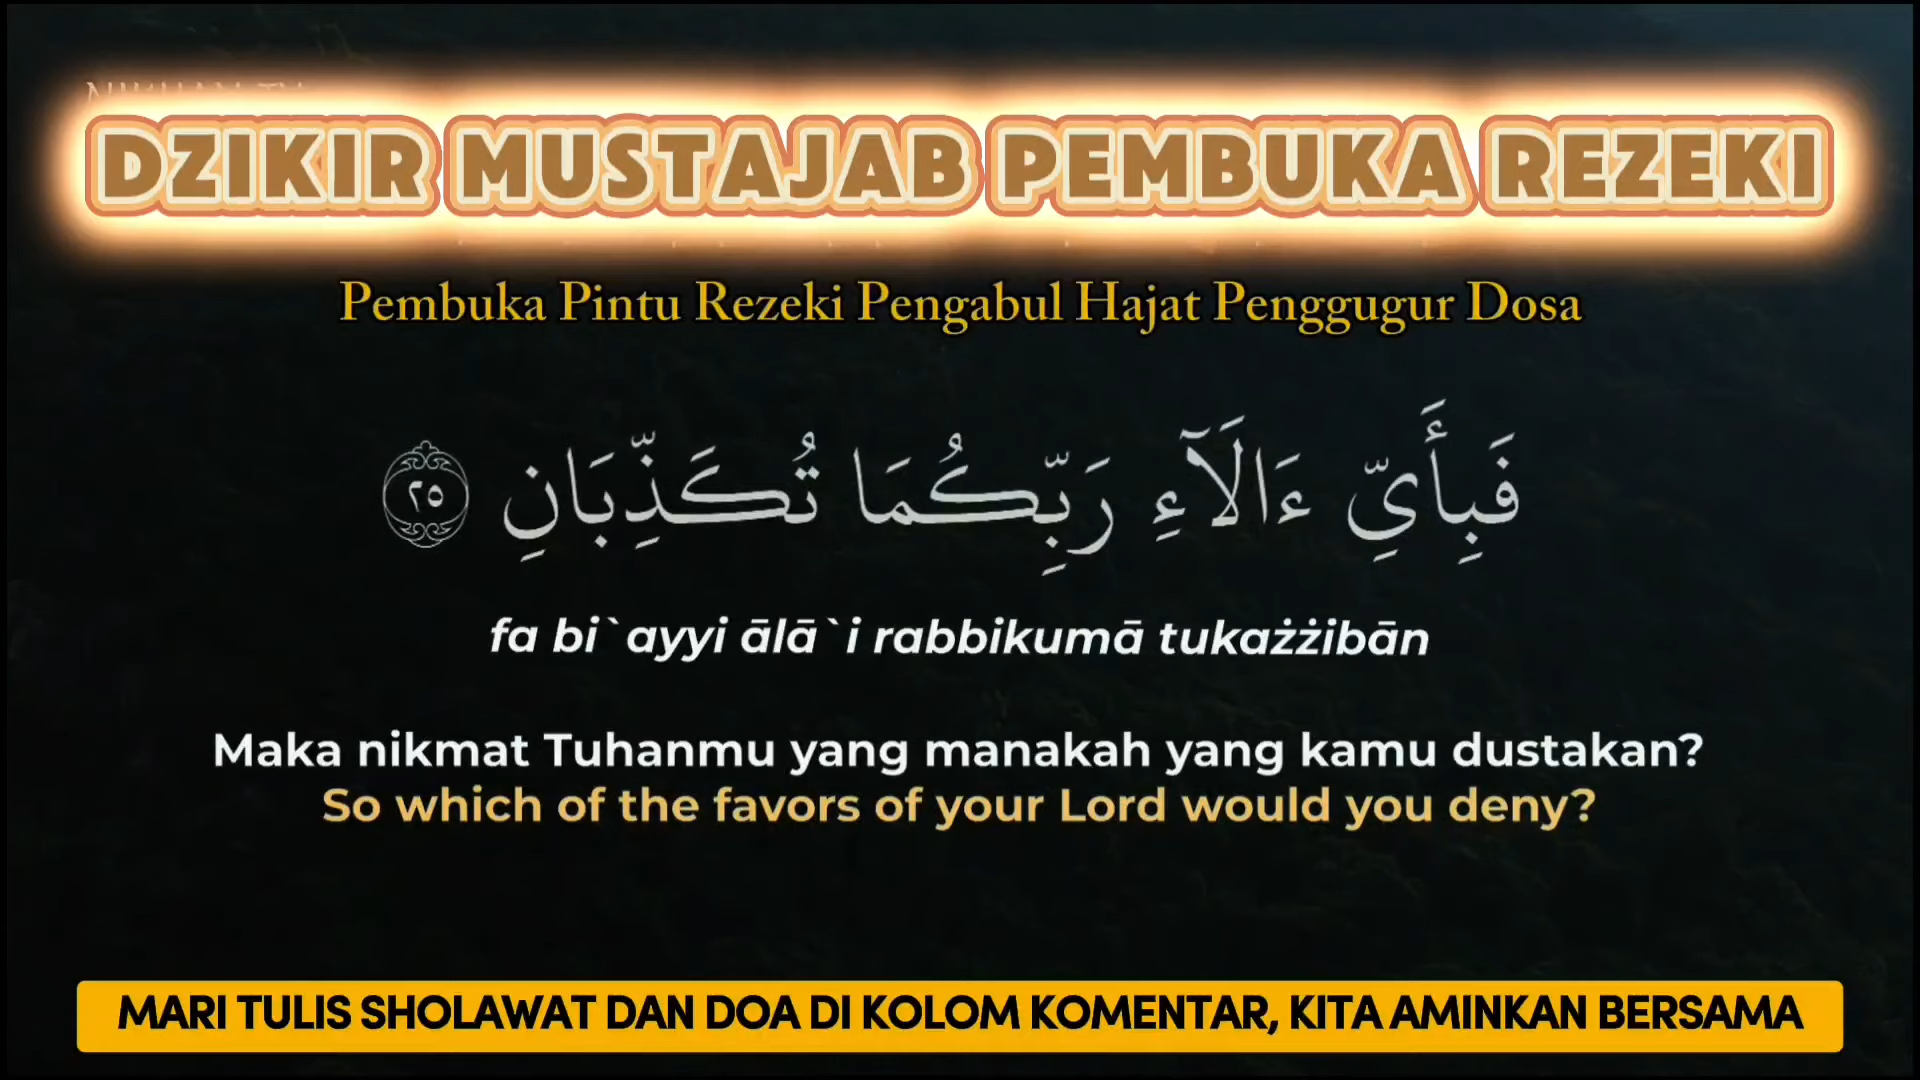 DZIKIR MUSTAJAB PEMBUKA REZEKI
Pembuka Pintu Rezeki Pengabul Hajat Penggugur Dosa
فَبِأَيِّ ءَالَآءِ رَبِّكُمَا تُكَذِّبَانِ ٢٥
fa bi`ayyi ālā`i rabbikumā tukażżibān
Maka nikmat Tuhanmu yang manakah yang kamu dustakan?
So which of the favors of your Lord would you deny?
MARI TULIS SHOLAWAT DAN DOA DI KOLOM KOMENTAR, KITA AMINKAN BERSAMA